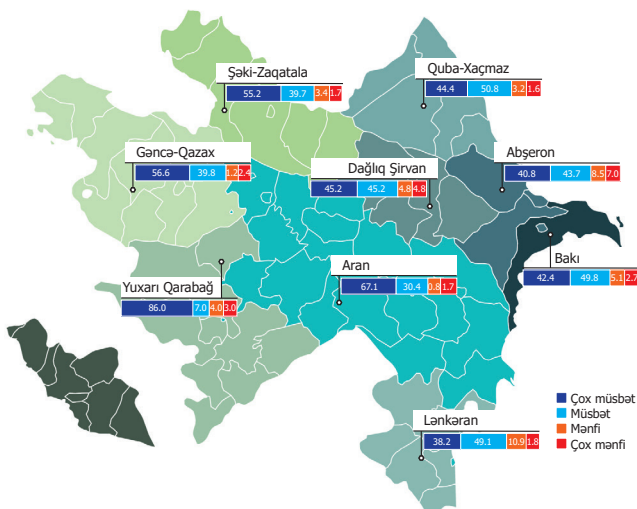 Şəki-Zaqatala
55.2 39.7 3.4 1.7
Quba-Xaçmaz
44.4 50.8 3.2 1.6
Gəncə-Qazax
56.6 39.8 1.2 2.4
Dağlıq Şirvan
45.2 45.2 4.8 4.8
Abşeron
40.8 43.7 8.5 7.0
Aran
67.1 30.4 0.8 1.7
Bakı
42.4 49.8 5.1 2.7
Yuxarı Qarabağ
86.0 7.0 4.0 3.0
Lənkəran
38.2 49.1 10.9 1.8
Çox müsbət
Müsbət
Mənfi
Çox mənfi